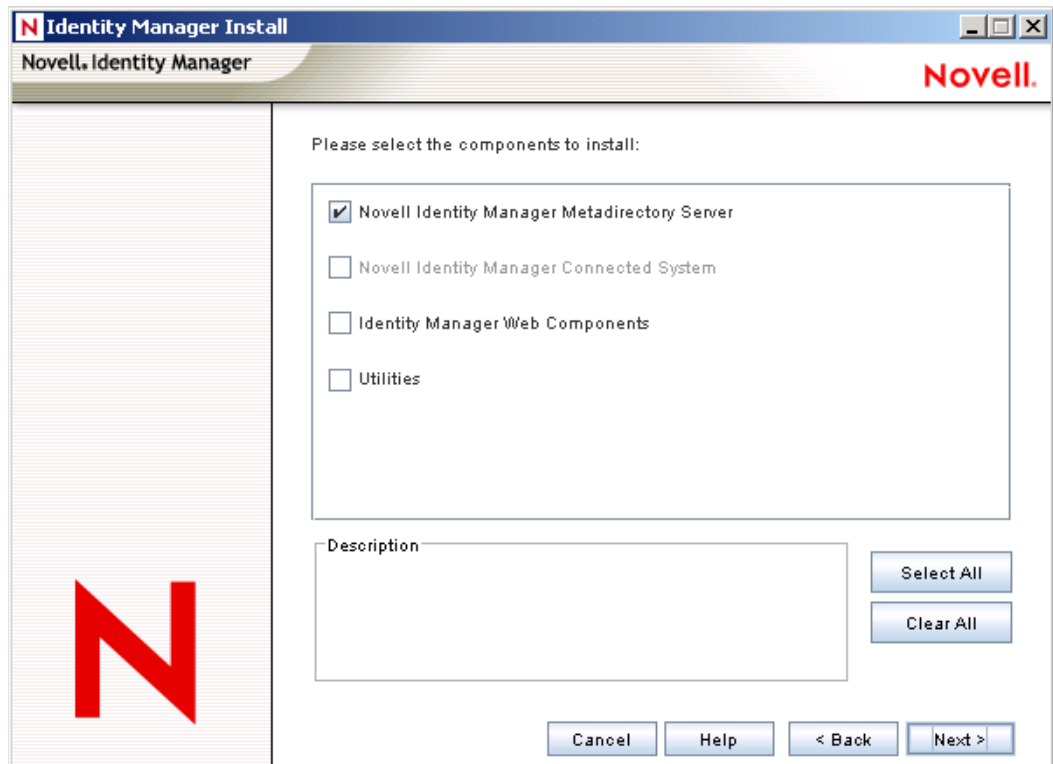 N Identity Manager Install
Novell. Identity Manager
Novell.
Please select the components to install:
Novell Identity Manager Metadirectory Server
Novell Identity Manager Connected System
Identity Manager Web Components
Utilities
Description
Select All
Clear All
N
Cancel Help < Back Next >